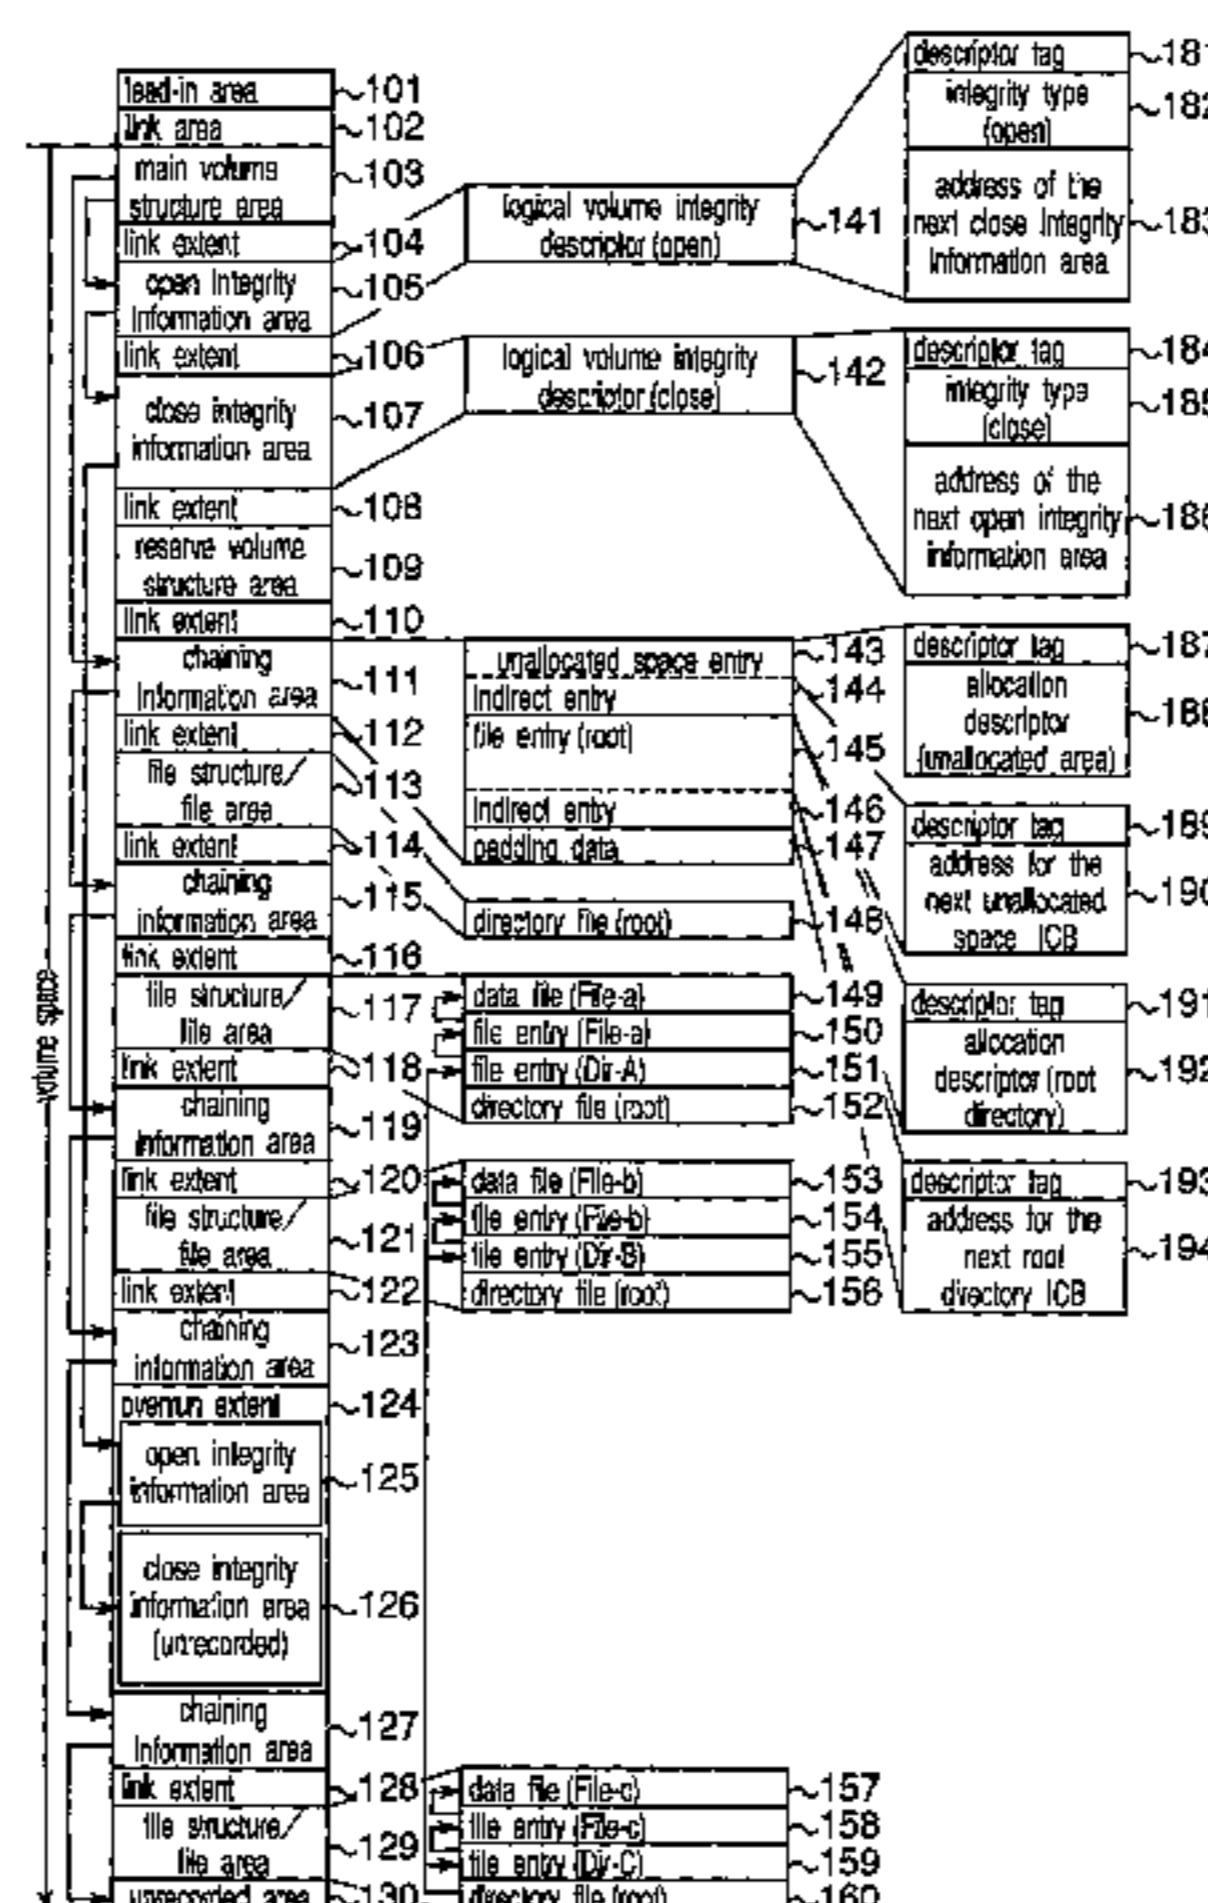 lead-in area 101
link area 102
main volume
structure area 103
link extent 104
open integrity
information area 105
link extent 106
close integrity
information area 107
link extent 108
reserve volume
structure area 109
link extent 110
chaining
information area 111
link extent 112
file structure/
file area 113
link extent 114
chaining
information area 115
link extent 116
file structure/
file area 117
link extent 118
chaining
information area 119
link extent 120
file structure/
file area 121
link extent 122
chaining
information area 123
overrun extent 124
open integrity
information area 125
close integrity
information area
(unrecorded) 126
chaining
information area 127
link extent 128
file structure/
file area 129
unrecorded area 130
volume space
logical volume integrity
descriptor (open) 141
logical volume integrity
descriptor (close) 142
unallocated space entry 143
indirect entry 144
file entry (root) 145
indirect entry 146
padding data 147
directory file (root) 148
data file (File-a) 149
file entry (File-a) 150
file entry (Dir-A) 151
directory file (root) 152
data file (File-b) 153
file entry (File-b) 154
file entry (Dir-B) 155
directory file (root) 156
data file (File-c) 157
file entry (File-c) 158
file entry (Dir-C) 159
directory file (root) 160
descriptor tag 181
integrity type
(open) 182
address of the
next close integrity
information area 183
descriptor tag 184
integrity type
(close) 185
address of the
next open integrity
information area 186
descriptor tag 187
allocation
descriptor
(unallocated area) 188
descriptor tag 189
address for the
next unallocated
space ICB 190
descriptor tag 191
allocation
descriptor (root
directory) 192
descriptor tag 193
address for the
next root
directory ICB 194